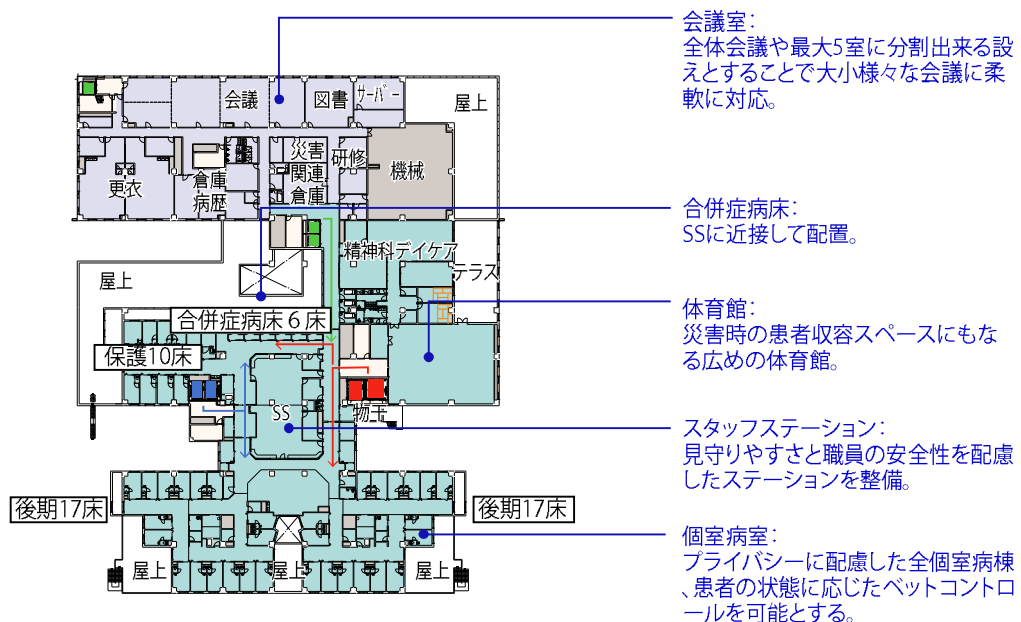 会議室：
全体会議や最大5室に分割出来る設
えとすることで大小様々な会議に柔
軟に対応。
会議
図書
サーバー
屋上
災害
関連
倉庫
研修
機械
更衣
倉庫
病歴
合併症病床：
SSに近接して配置。
精神科デイケア
テラス
屋上
合併症病床６床
体育館：
災害時の患者収容スペースにもな
る広めの体育館。
保護10床
SS
物干
スタッフステーション：
見守りやすさと職員の安全性を配慮
したステーションを整備。
後期17床
後期17床
個室病室：
プライバシーに配慮した全個室病棟
、患者の状態に応じたベットコントロ
ールを可能とする。
屋上
屋上
屋上